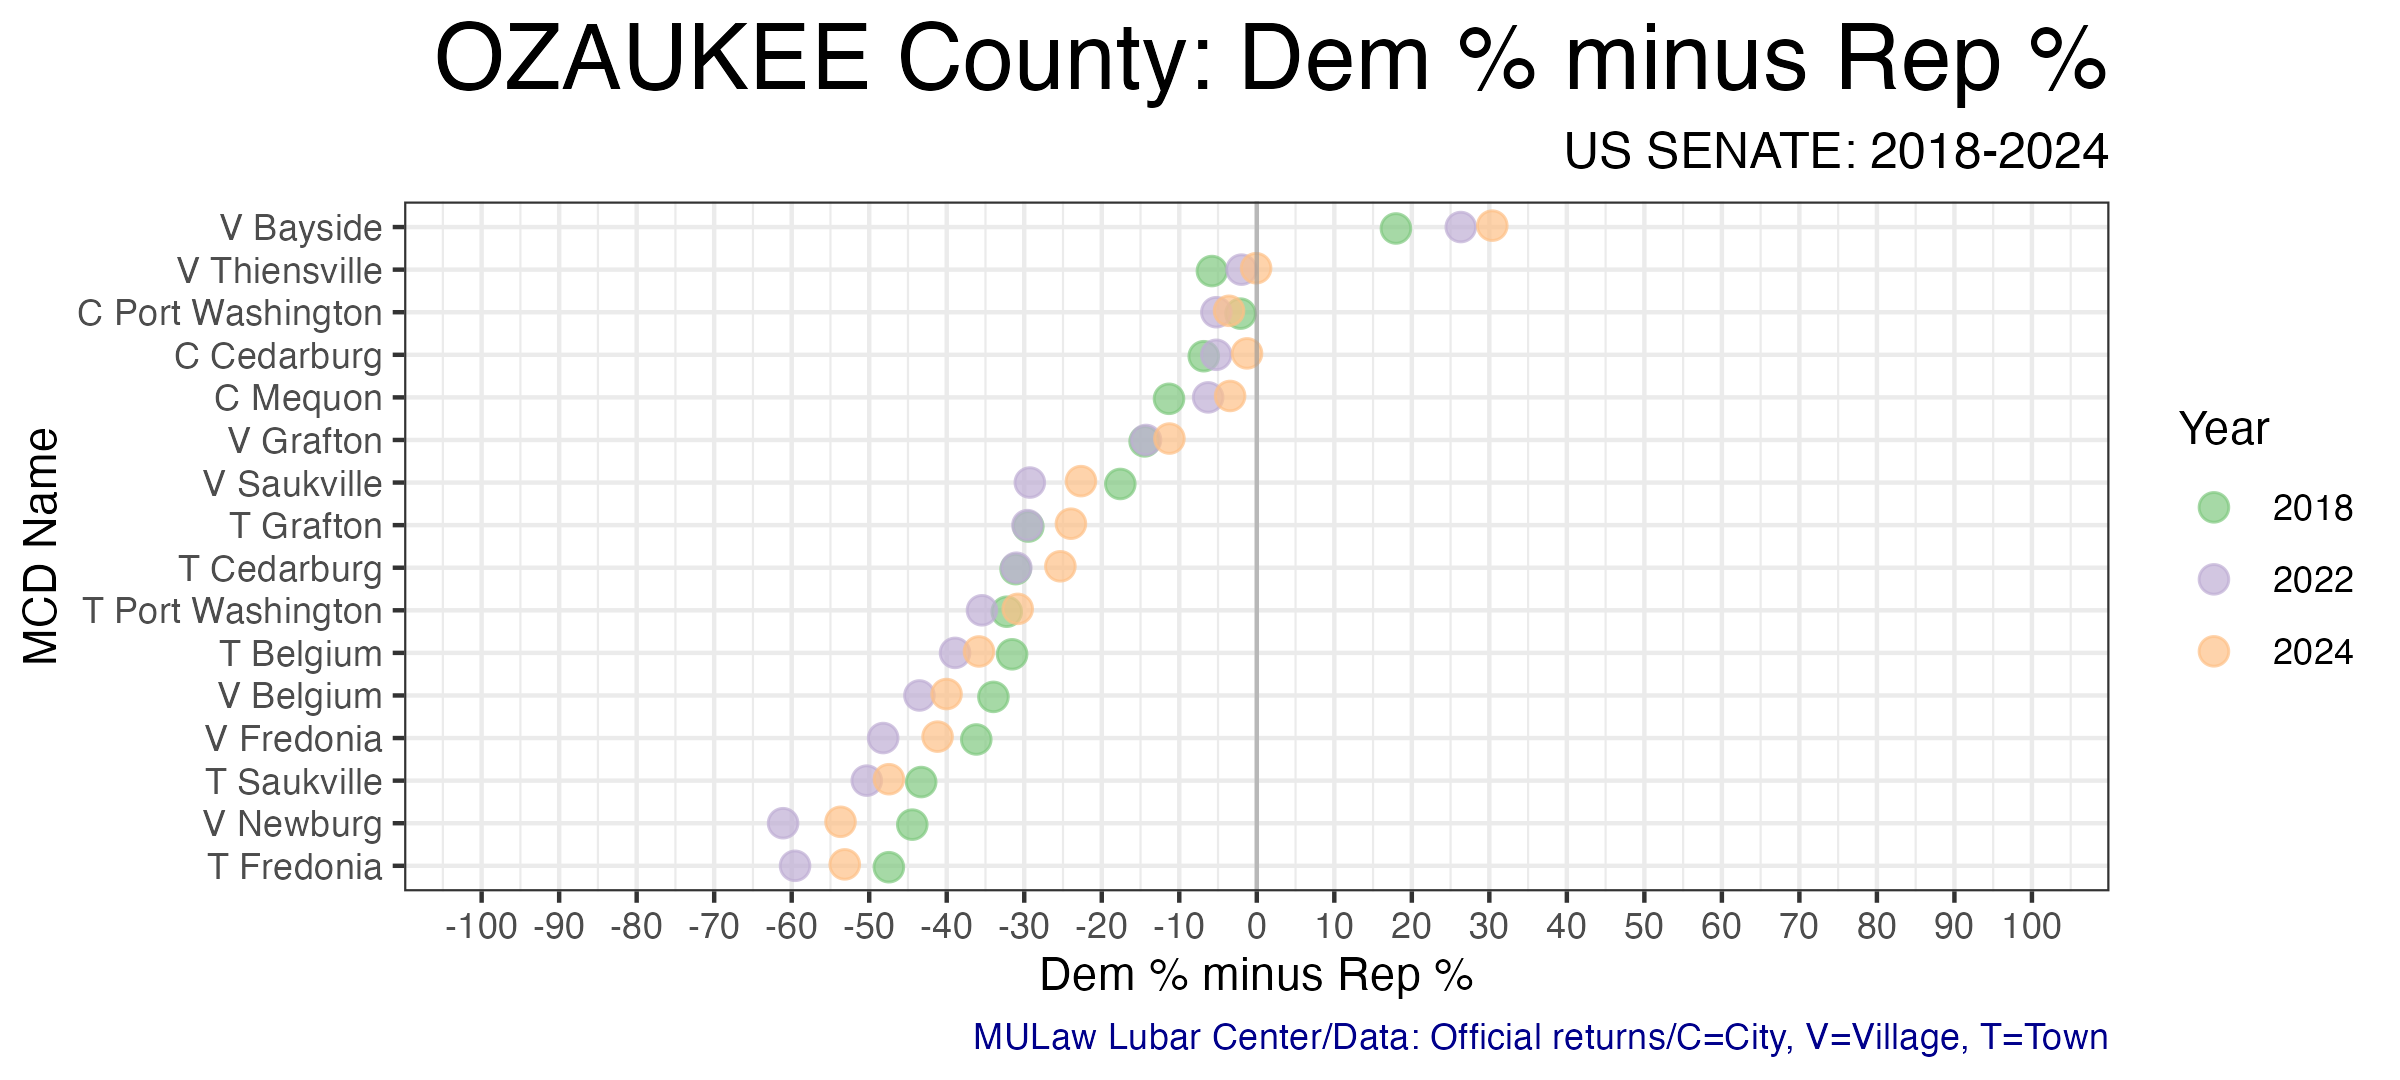 OZAUKEE County: Dem % minus Rep %
US SENATE: 2018-2024
MCD Name
V Bayside
V Thiensville
C Port Washington
C Cedarburg
C Mequon
V Grafton
V Saukville
T Grafton
T Cedarburg
T Port Washington
T Belgium
V Belgium
V Fredonia
T Saukville
V Newburg
T Fredonia
-100 -90 -80 -70 -60 -50 -40 -30 -20 -10 0 10 20 30 40 50 60 70 80 90 100
Dem % minus Rep %
Year
2018
2022
2024
MULaw Lubar Center/Data: Official returns/C=City, V=Village, T=Town